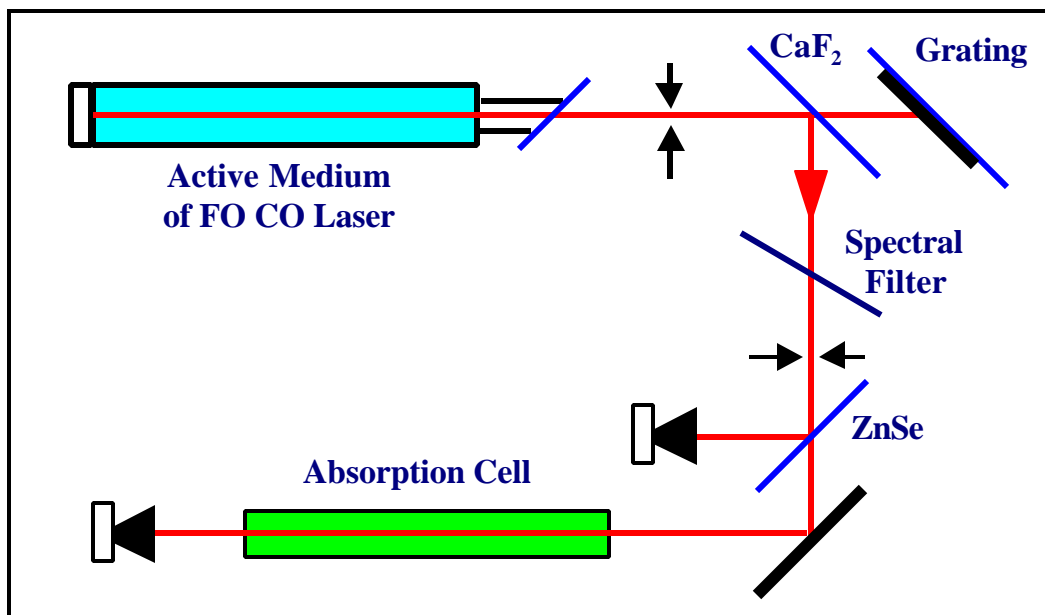 CaF₂
Grating
Active Medium
of FO CO Laser
Spectral
Filter
ZnSe
Absorption Cell